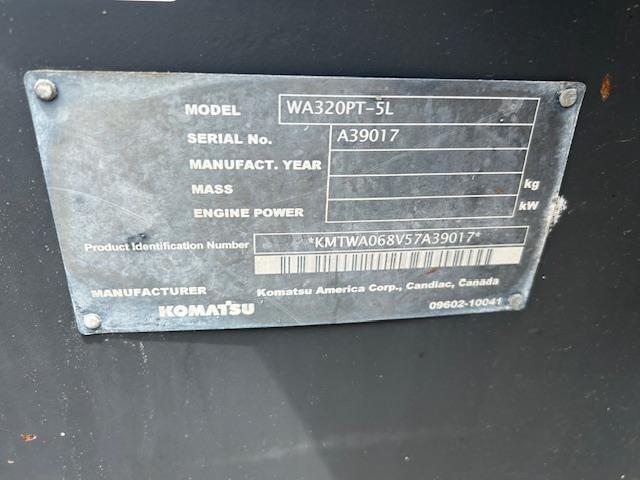 MODEL WA320PT-5L
SERIAL No. A39017
MANUFACT. YEAR
MASS kg
ENGINE POWER kW
Product Identification Number *KMTWA068V57A39017*
MANUFACTURER Komatsu America Corp., Candiac, Canada
KOMATSU 09602-10041